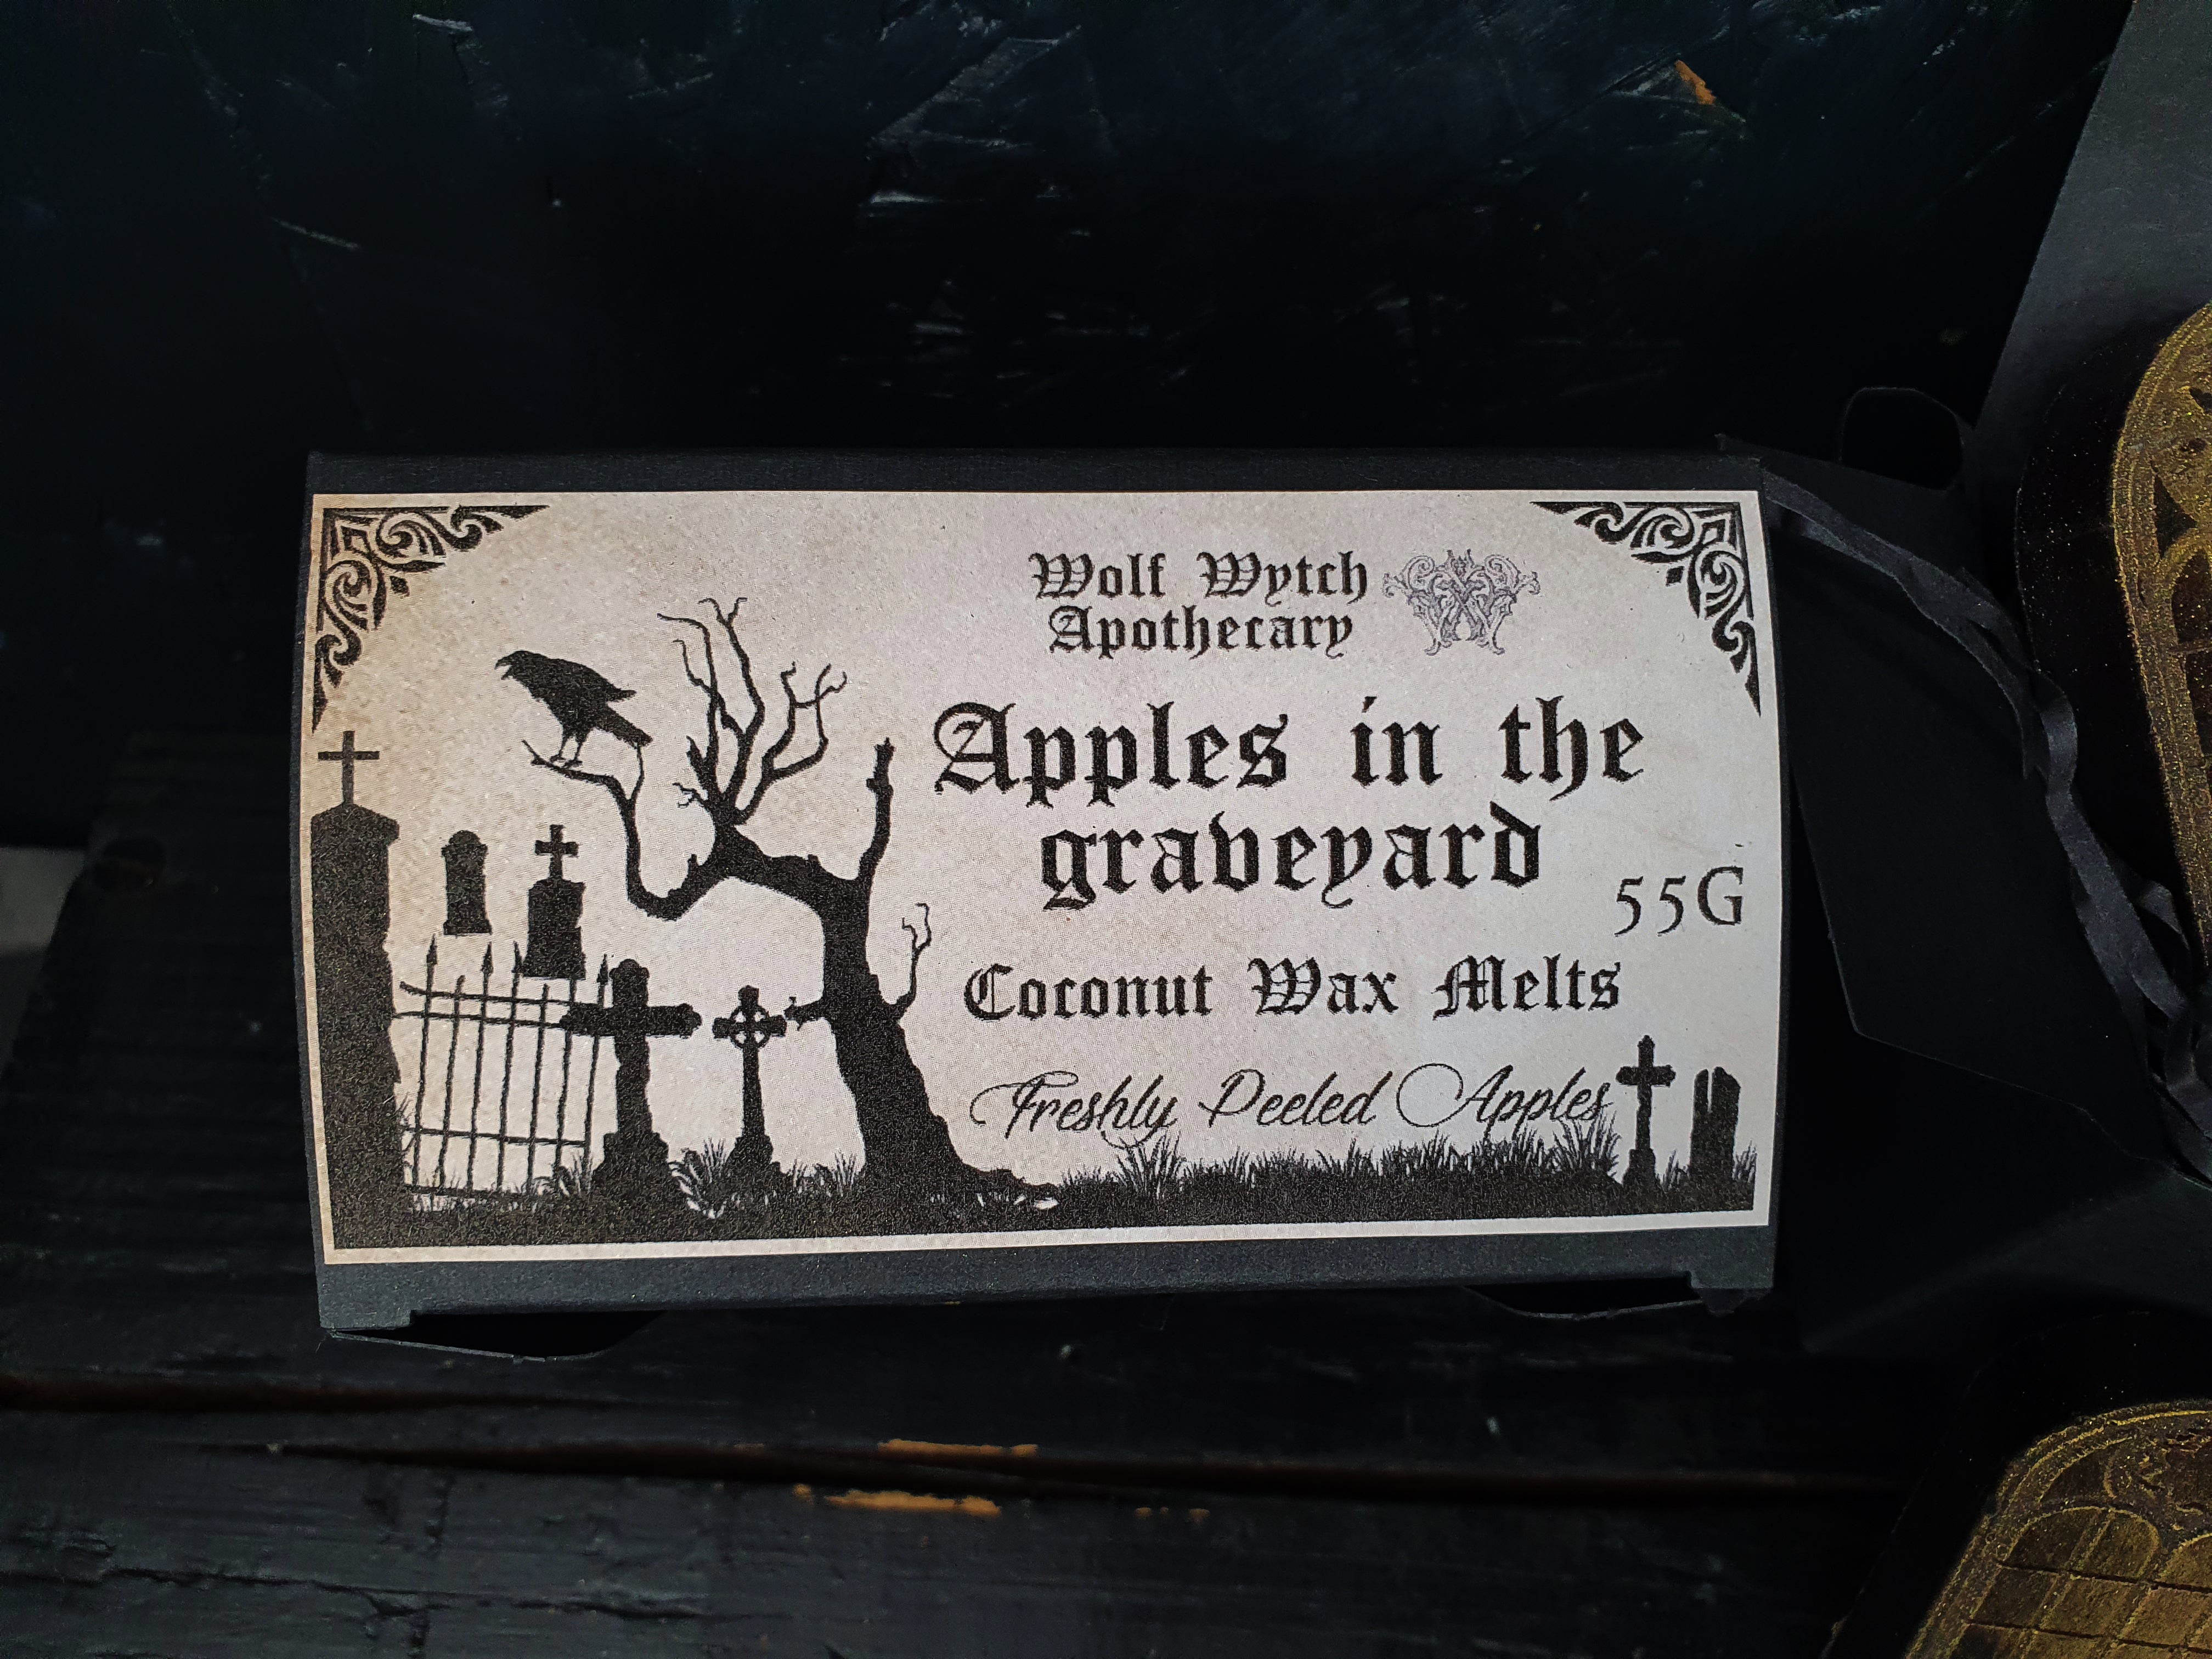 Wolf Wytch
Apothecary
Apples in the
graveyard
55G
Coconut Wax Melts
Freshly Peeled Apples